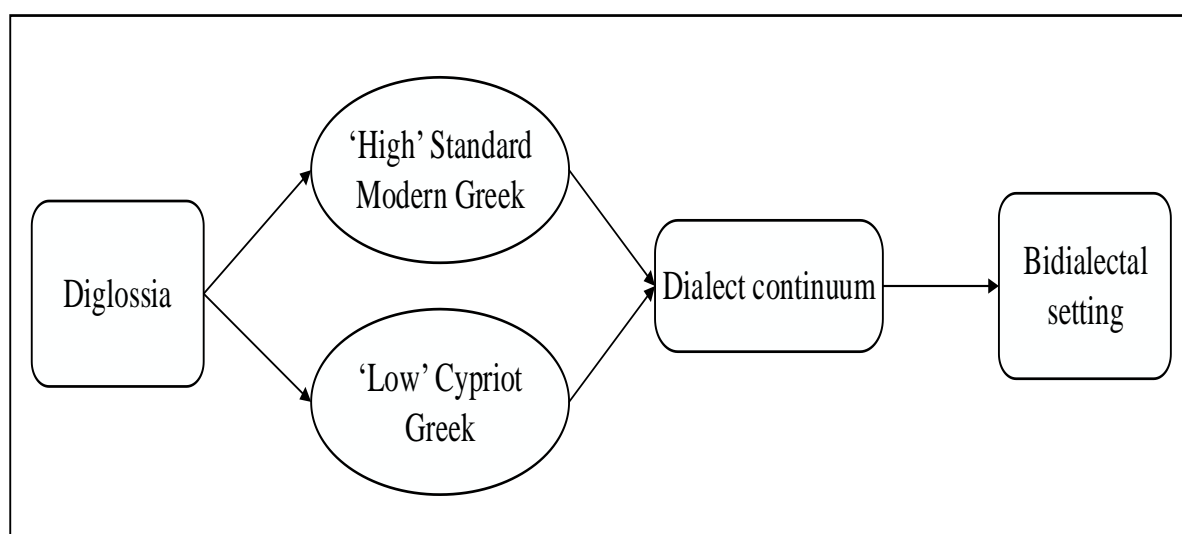 Diglossia
‘High’ Standard
Modern Greek
‘Low’ Cypriot
Greek
Dialect continuum
Bidialectal
setting